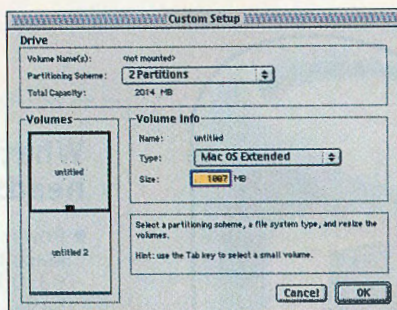 Custom Setup
Drive
Volume Name(s): <not mounted>
Partitioning Scheme: 2 Partitions
Total Capacity: 2014 MB
Volumes
untitled
untitled 2
Volume Info
Name: untitled
Type: Mac OS Extended
Size: 1007 MB
Select a partitioning scheme, a file system type, and resize the
volumes.
Hint: use the Tab key to select a small volume.
Cancel
OK